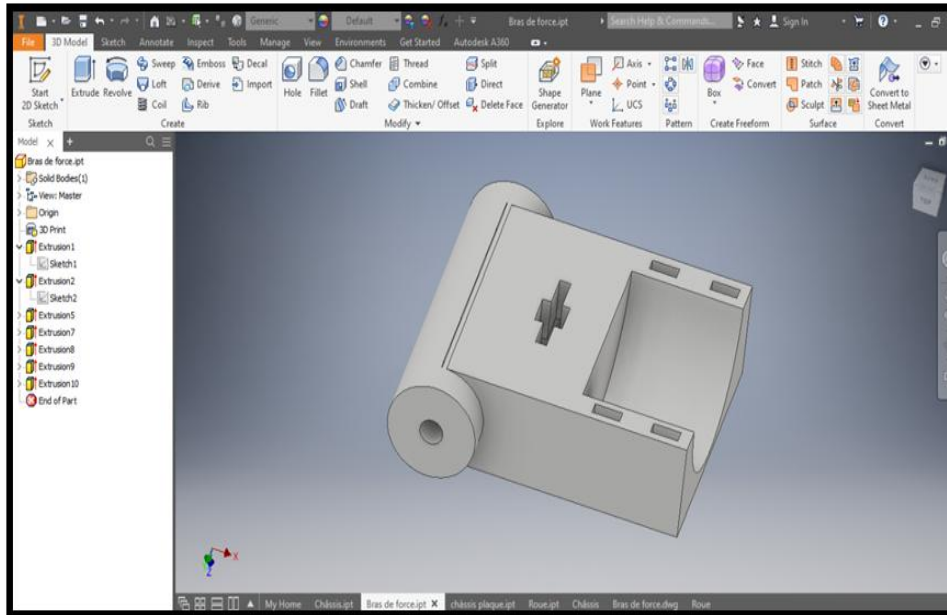 Generic Default Bras de force.ipt Search Help & Commands... Sign In
File 3D Model Sketch Annotate Inspect Tools Manage View Environments Get Started Autodesk A360
Sweep Emboss Decal Chamfer Thread Split Axis Face Stitch
Loft Derive Import Shell Combine Direct Point Convert Patch
Coil Rib Draft Thicken/ Offset Delete Face UCS Sculpt
Start 2D Sketch Extrude Revolve Hole Fillet Shape Generator Plane Box Convert to Sheet Metal
Sketch Create Modify Explore Work Features Pattern Create Freeform Surface Convert
Model
Bras de force.ipt
Solid Bodies(1)
View: Master
Origin
3D Print
Extrusion1
Sketch1
Extrusion2
Sketch2
Extrusion5
Extrusion7
Extrusion8
Extrusion9
Extrusion10
End of Part
TOP
X
Z
My Home Châssis.ipt Bras de force.ipt X châssis plaque.ipt Roue.ipt Châssis Bras de force.dwg Roue